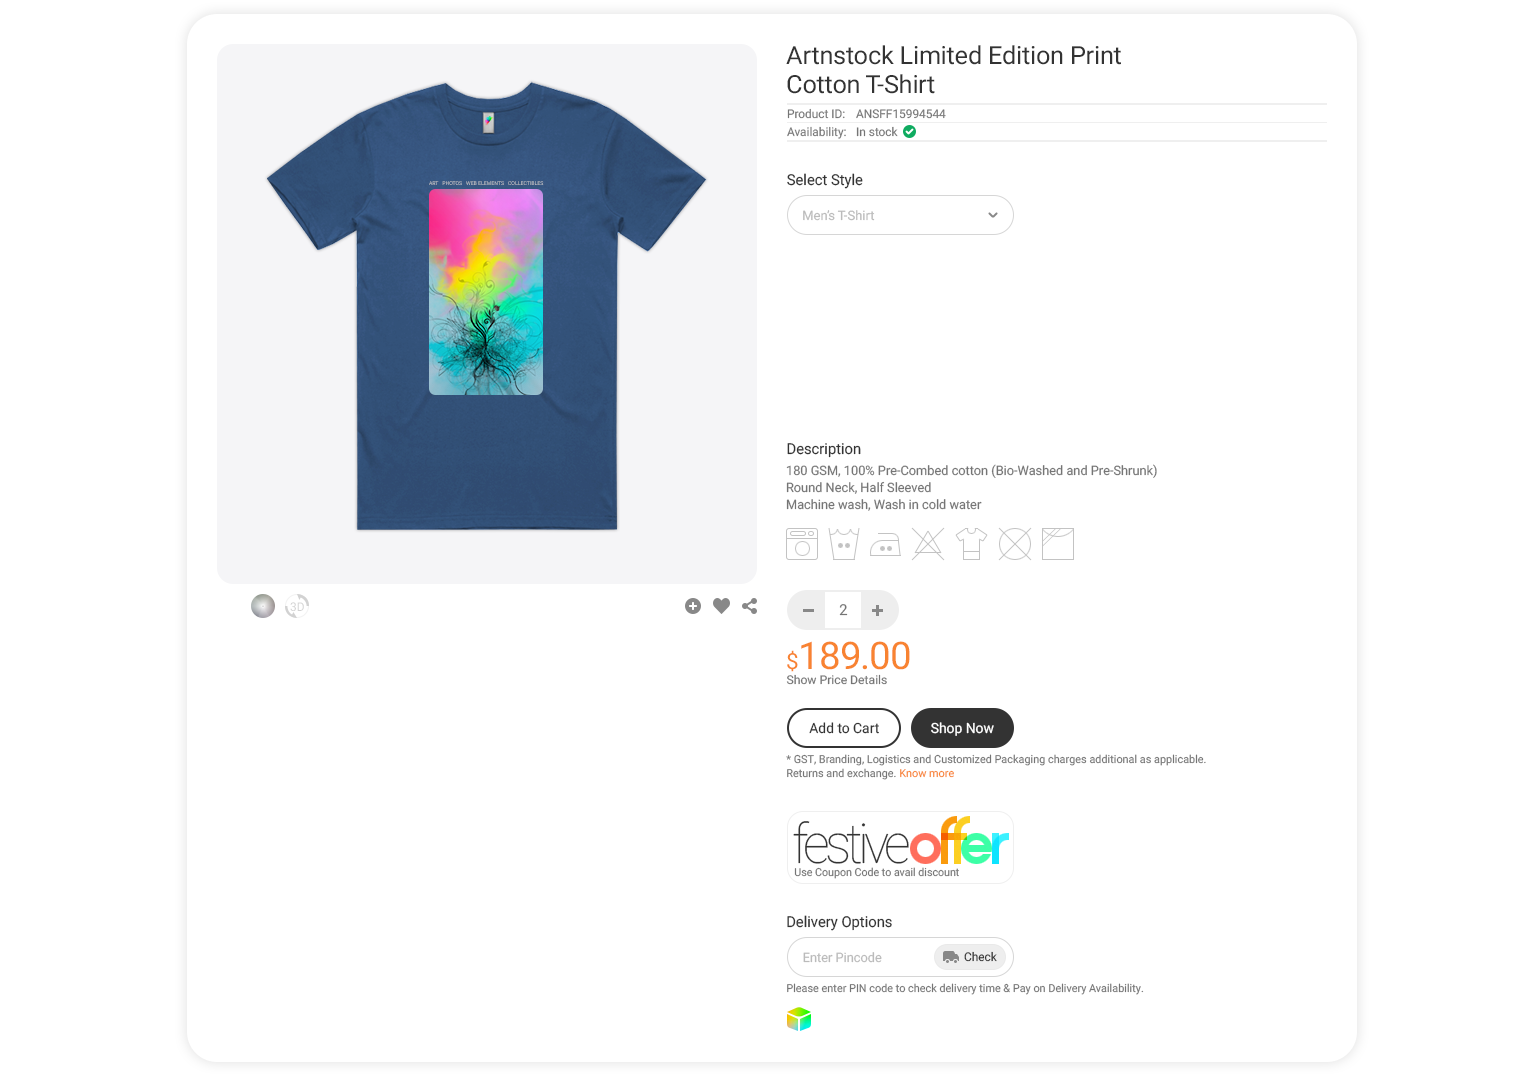 Artnstock Limited Edition Print
Cotton T-Shirt
Product ID: ANSFF15994544
Availability: In stock
ART PHOTOS WEB ELEMENTS COLLECTIBLES
Select Style
Men's T-Shirt
Description
180 GSM, 100% Pre-Combed cotton (Bio-Washed and Pre-Shrunk)
Round Neck, Half Sleeved
Machine wash, Wash in cold water
3D
2
$189.00
Show Price Details
Add to Cart
Shop Now
* GST, Branding, Logistics and Customized Packaging charges additional as applicable.
Returns and exchange. Know more
festiveoffer
Use Coupon Code to avail discount
Delivery Options
Enter Pincode
Check
Please enter PIN code to check delivery time & Pay on Delivery Availability.